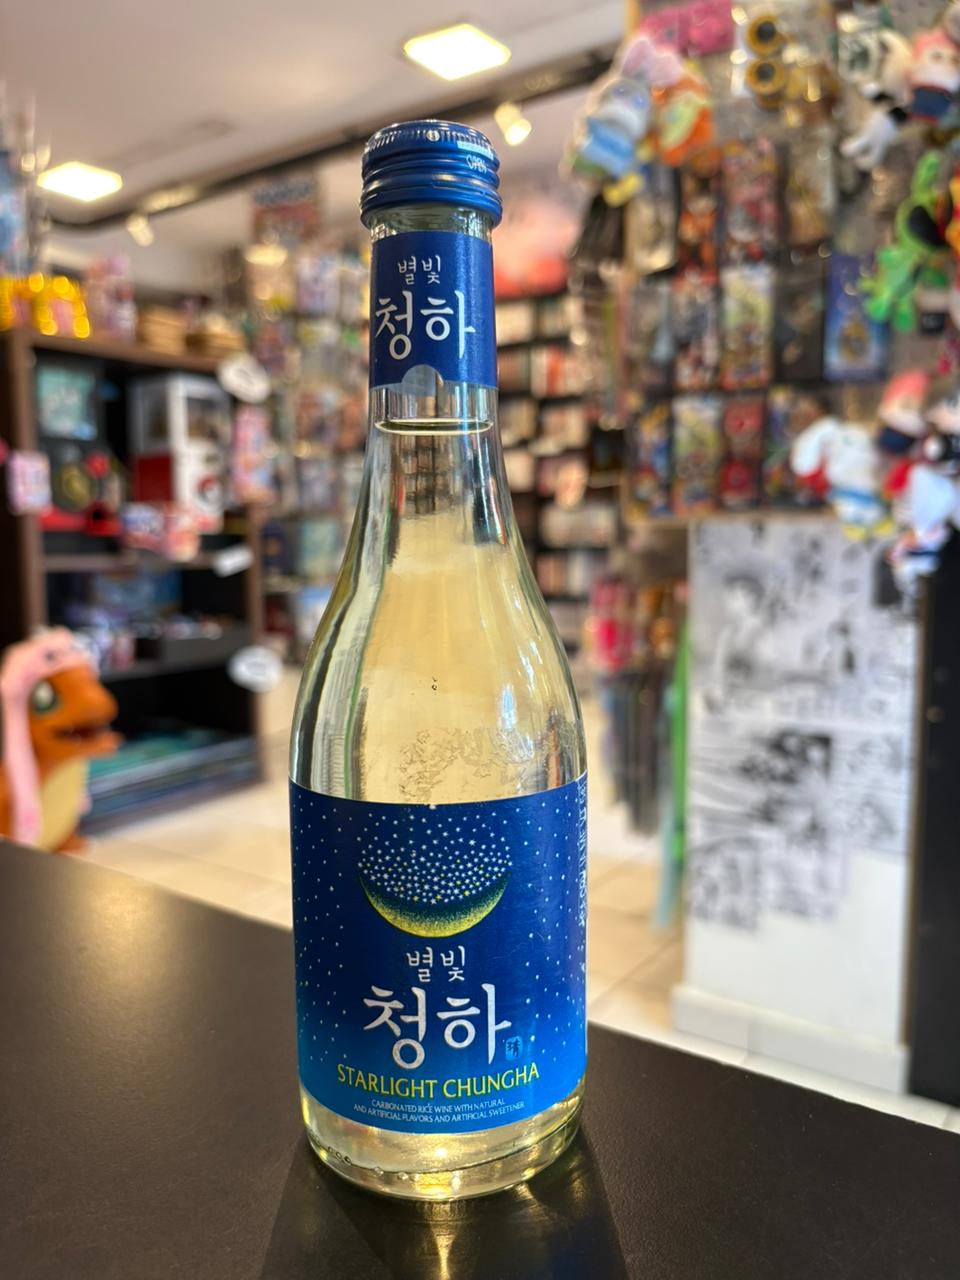 OPEN
별빛
청하
별빛
청하
STARLIGHT CHUNGHA
CARBONATED RICE WINE WITH NATURAL
AND ARTIFICIAL FLAVORS AND ARTIFICIAL SWEETENER